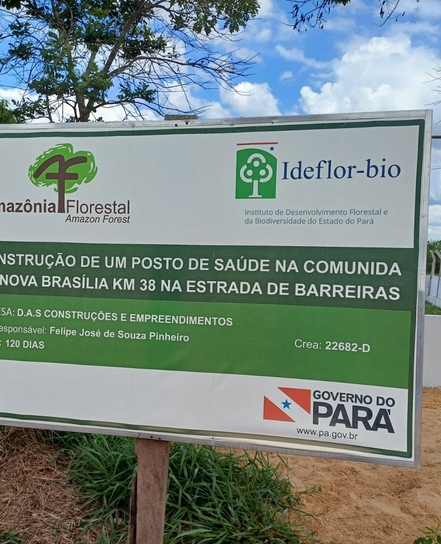 mazônia Florestal
Amazon Forest
Ideflor-bio
Instituto de Desenvolvimento Florestal e
da Biodiversidade do Estado do Pará
NSTRUÇÃO DE UM POSTO DE SAÚDE NA COMUNIDA
NOVA BRASÍLIA KM 38 NA ESTRADA DE BARREIRAS
ESA: D.A.S CONSTRUÇÕES E EMPREENDIMENTOS
esponsável: Felipe José de Souza Pinheiro
Crea: 22682-D
: 120 DIAS
GOVERNO DO
PARÁ
www.pa.gov.br